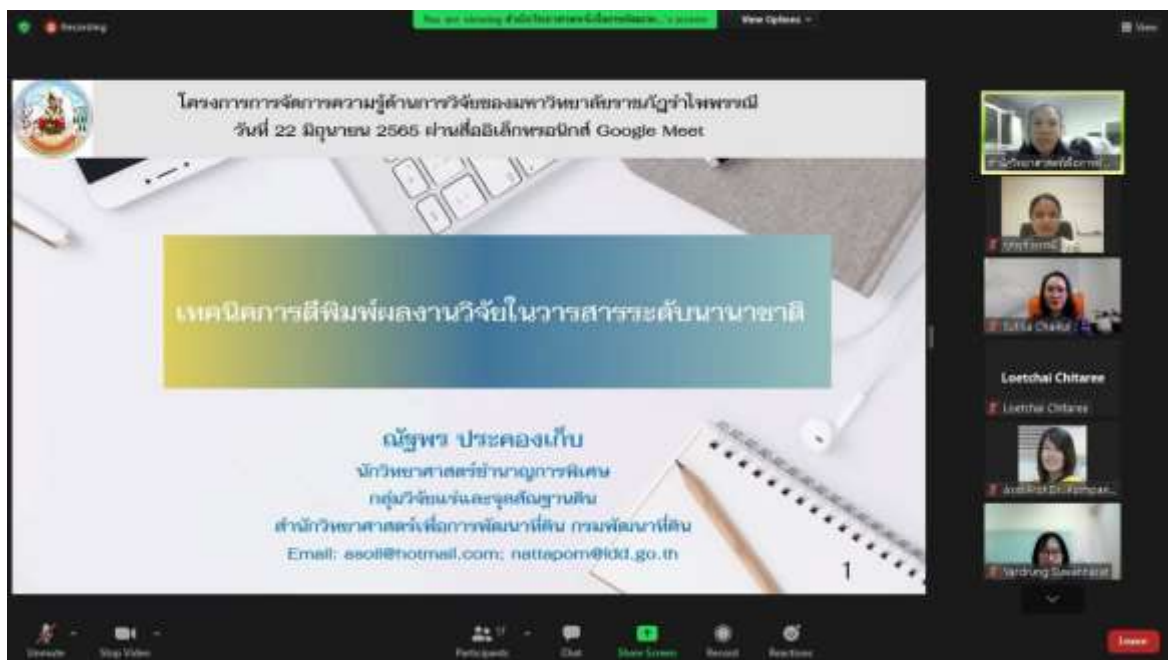 Recording
You are viewing
View Options
View
โครงการการจัดการความรู้ด้านการวิจัยของมหาวิทยาลัยราชภัฏรำไพพรรณี
วันที่ 22 มิถุนายน 2565 ผ่านสื่ออิเล็กทรอนิกส์ Google Meet
เทคนิคการตีพิมพ์ผลงานวิจัยในวารสารระดับนานาชาติ
ณัฐพร ประคองเก็บ
นักวิทยาศาสตร์ชำนาญการพิเศษ
กลุ่มวิจัยแร่และจุลสัณฐานดิน
สำนักวิทยาศาสตร์เพื่อการพัฒนาที่ดิน กรมพัฒนาที่ดิน
Email: asoil@hotmail.com; nattaporn@ldd.go.th
1
Loetchai Chitaree
Loetchai Chitaree
Unmute
Stop Video
Participants
Chat
Share Screen
Record
Reactions
Leave